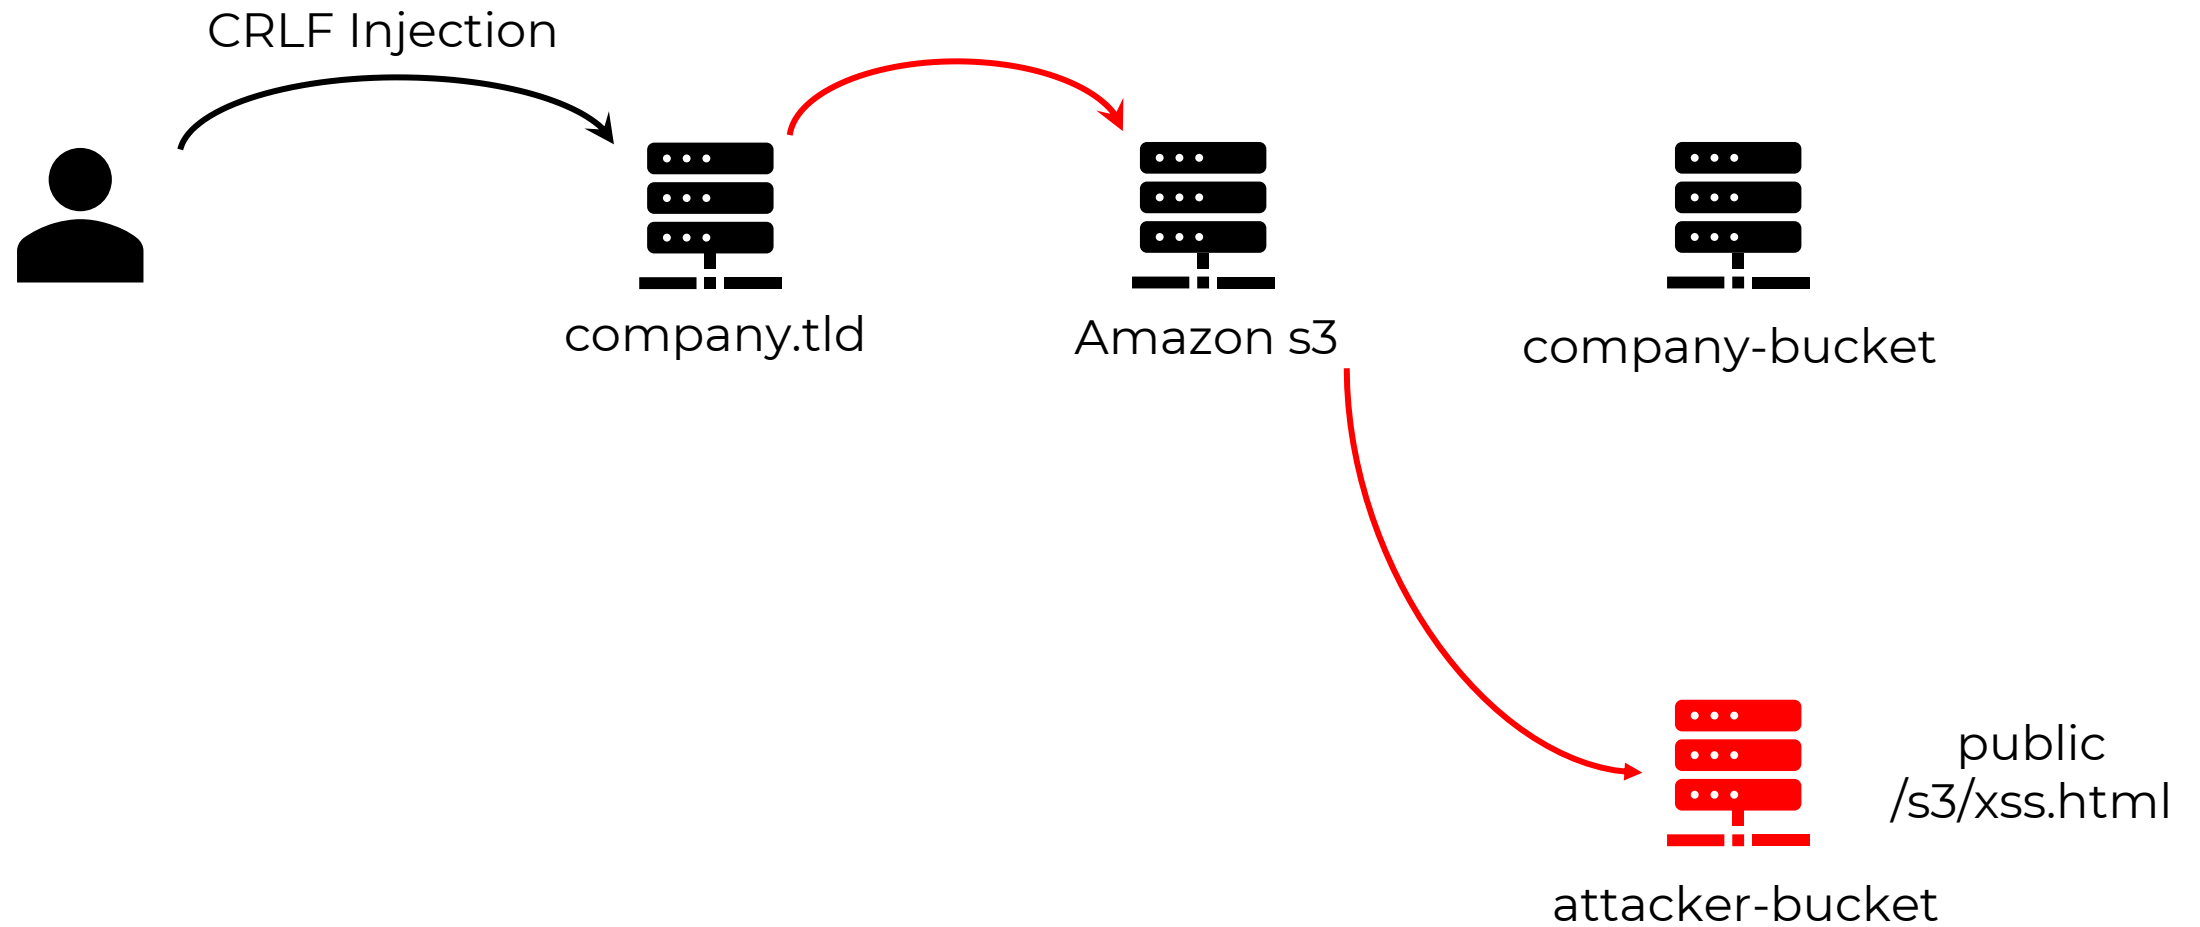 CRLF Injection
company.tld
Amazon s3
company-bucket
public
/s3/xss.html
attacker-bucket